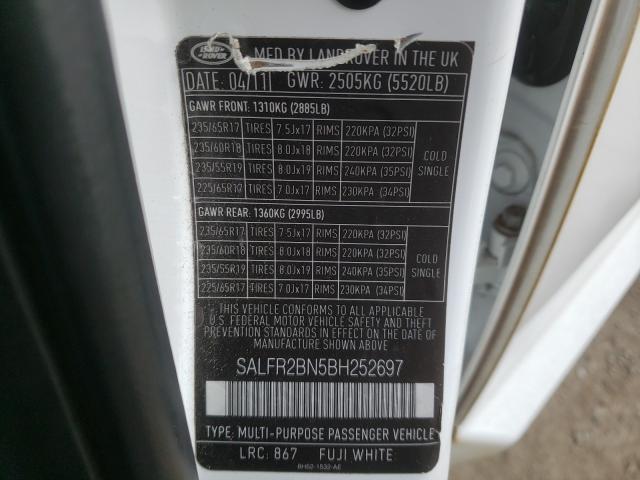 LAND ROVER
MFD BY LANDROVER IN THE UK
DATE: 04/11 GWR: 2505KG (5520LB)
GAWR FRONT: 1310KG (2885LB)
235/65R17 TIRES 7.5Jx17 RIMS 220KPA (32PSI)
235/60R18 TIRES 8.0Jx18 RIMS 220KPA (32PSI)
235/55R19 TIRES 8.0Jx19 RIMS 240KPA (35PSI)
225/65R17 TIRES 7.0Jx17 RIMS 230KPA (34PSI)
COLD
SINGLE
GAWR REAR: 1360KG (2995LB)
235/65R17 TIRES 7.5Jx17 RIMS 220KPA (32PSI)
235/60R18 TIRES 8.0Jx18 RIMS 220KPA (32PSI)
235/55R19 TIRES 8.0Jx19 RIMS 240KPA (35PSI)
225/65R17 TIRES 7.0Jx17 RIMS 230KPA (34PSI)
COLD
SINGLE
THIS VEHICLE CONFORMS TO ALL APPLICABLE
U.S. FEDERAL MOTOR VEHICLE SAFETY AND THEFT
PREVENTION STANDARDS IN EFFECT ON THE DATE
OF MANUFACTURE SHOWN ABOVE
SALFR2BN5BH252697
TYPE: MULTI-PURPOSE PASSENGER VEHICLE
LRC: 867 FUJI WHITE
BH52-1532-AE